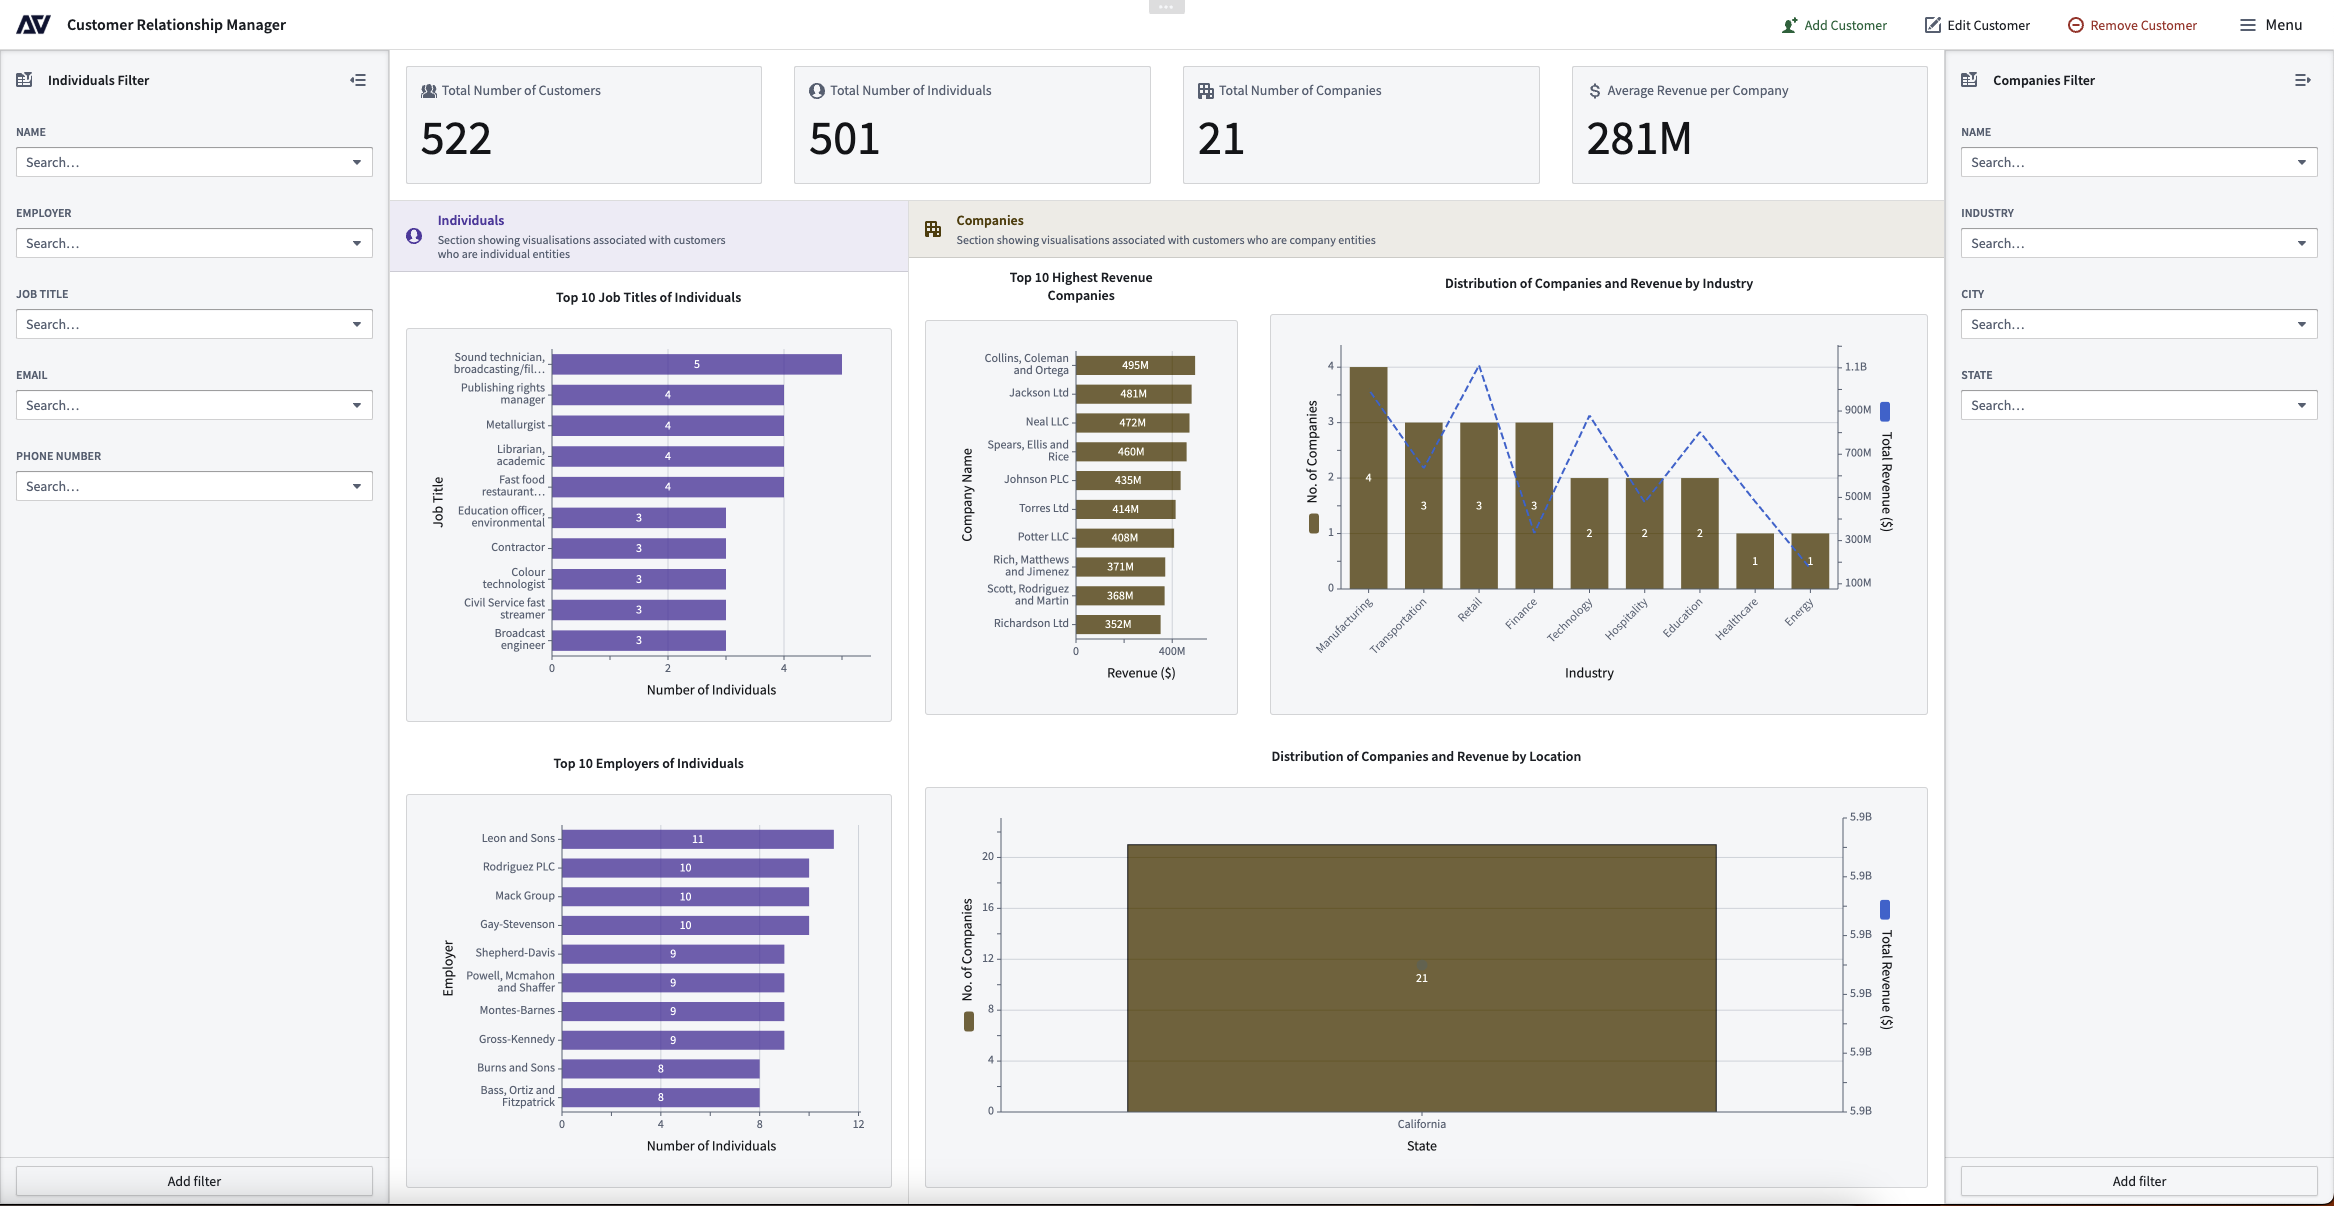 Customer Relationship Manager
Add Customer
Edit Customer
Remove Customer
Menu
Individuals Filter
NAME
Search...
EMPLOYER
Search...
JOB TITLE
Search...
EMAIL
Search...
PHONE NUMBER
Search...
Add filter
Total Number of Customers
522
Total Number of Individuals
501
Total Number of Companies
21
Average Revenue per Company
281M
Individuals
Section showing visualisations associated with customers
who are individual entities
Top 10 Job Titles of Individuals
Job Title
Sound technician,
broadcasting/fil...
5
Publishing rights
manager
4
Metallurgist
4
Librarian,
academic
4
Fast food
restaurant...
4
Education officer,
environmental
3
Contractor
3
Colour
technologist
3
Civil Service fast
streamer
3
Broadcast
engineer
3
0 2 4
Number of Individuals
Top 10 Employers of Individuals
Employer
Leon and Sons
11
Rodriguez PLC
10
Mack Group
10
Gay-Stevenson
10
Shepherd-Davis
9
Powell, Mcmahon
and Shaffer
9
Montes-Barnes
9
Gross-Kennedy
9
Burns and Sons
8
Bass, Ortiz and
Fitzpatrick
8
0 4 8 12
Number of Individuals
Companies
Section showing visualisations associated with customers who are company entities
Top 10 Highest Revenue
Companies
Company Name
Collins, Coleman
and Ortega
495M
Jackson Ltd
481M
Neal LLC
472M
Spears, Ellis and
Rice
460M
Johnson PLC
435M
Torres Ltd
414M
Potter LLC
408M
Rich, Matthews
and Jimenez
371M
Scott, Rodriguez
and Martin
368M
Richardson Ltd
352M
0 400M
Revenue ($)
Distribution of Companies and Revenue by Industry
No. of Companies
4
3
2
1
0
4 3 3 3 2 2 2 1 1
1.1B
900M
700M
500M
300M
100M
Total Revenue ($)
Manufacturing
Transportation
Retail
Finance
Technology
Hospitality
Education
Healthcare
Energy
Industry
Distribution of Companies and Revenue by Location
No. of Companies
20
16
12
8
4
0
21
5.9B
5.9B
5.9B
5.9B
5.9B
5.9B
Total Revenue ($)
California
State
Companies Filter
NAME
Search...
INDUSTRY
Search...
CITY
Search...
STATE
Search...
Add filter